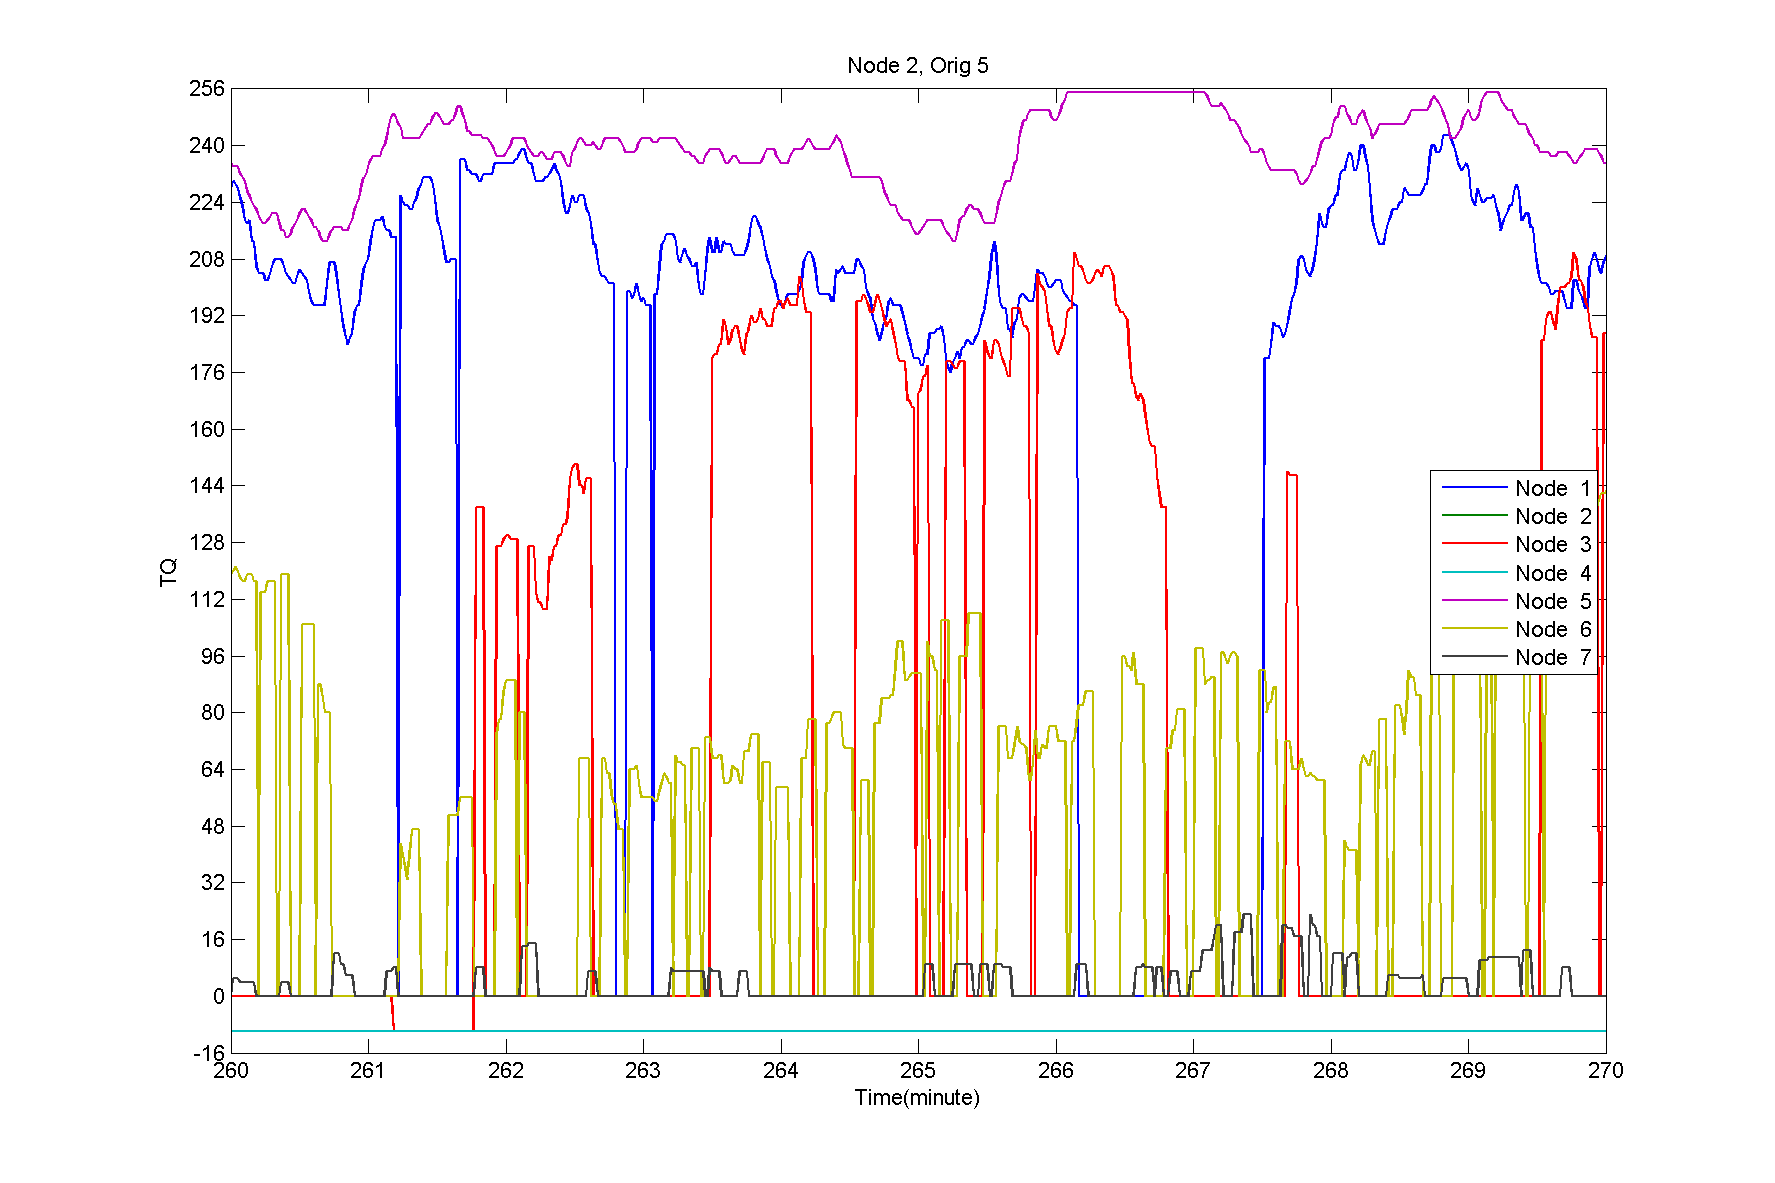 Node 2, Orig 5
256
240
224
208
192
176
160
144
128
112
96
80
64
48
32
16
0
-16
TQ
Node 1
Node 2
Node 3
Node 4
Node 5
Node 6
Node 7
260 261 262 263 264 265 266 267 268 269 270
Time(minute)